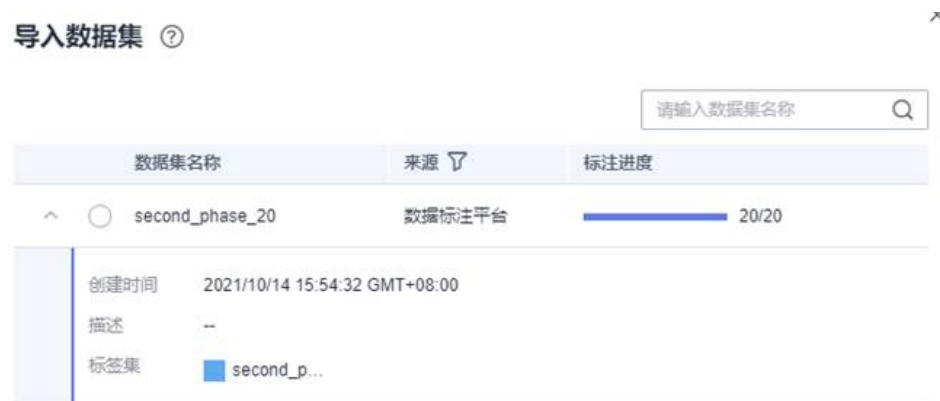 导入数据集 ?
请输入数据集名称
数据集名称 来源 标注进度
second_phase_20 数据标注平台 20/20
创建时间 2021/10/14 15:54:32 GMT+08:00
描述 --
标签集 second_p...